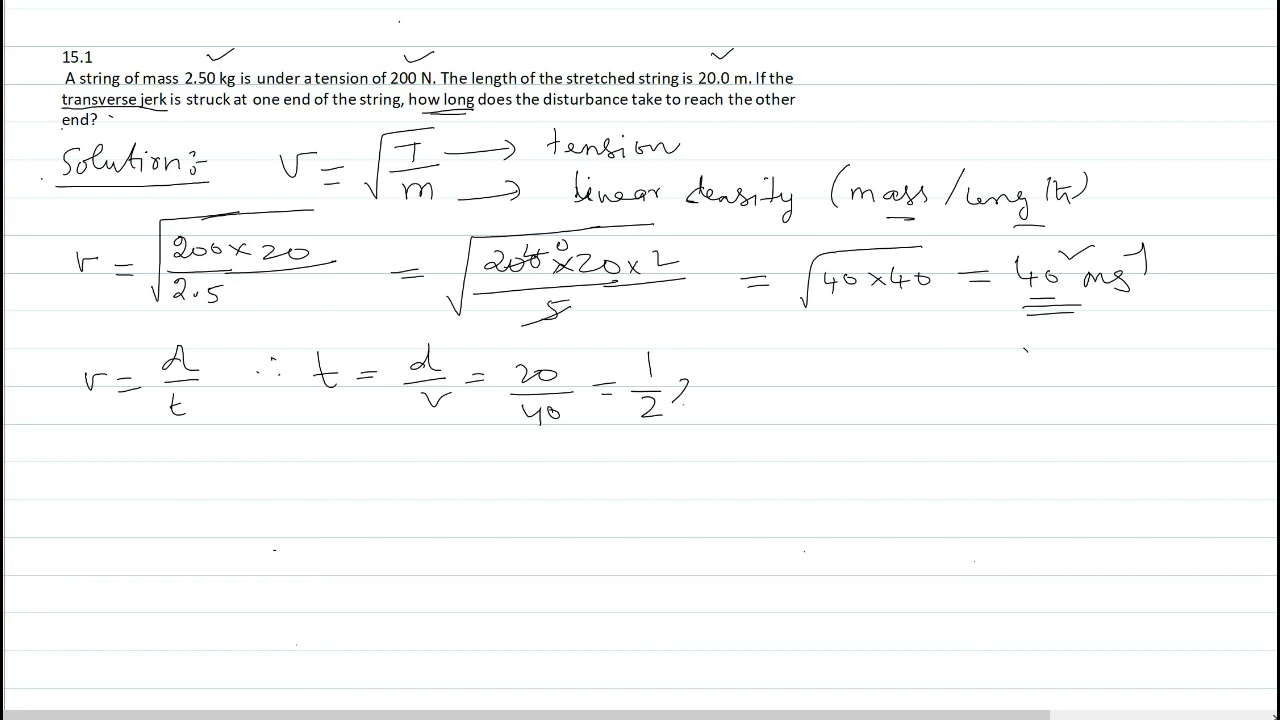 15.1
A string of mass 2.50 kg is under a tension of 200 N. The length of the stretched string is 20.0 m. If the
transverse jerk is struck at one end of the string, how long does the disturbance take to reach the other
end?
Solution:-
v = √(T/m) → tension
→ linear density (mass/length)
v = √(200×20/2.5) = √(200×20×2/5) = √(40×40) = 40 ms⁻¹
v = d/t ∴ t = d/v = 20/40 = 1/2